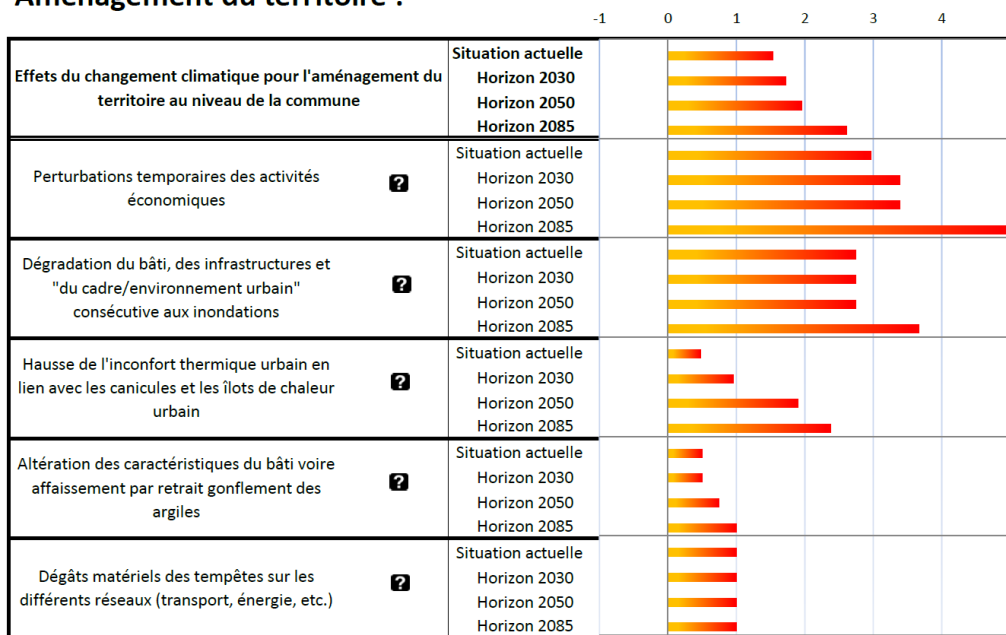 Aménagement du territoire :
-1 0 1 2 3 4
Effets du changement climatique pour l'aménagement du
territoire au niveau de la commune
Situation actuelle
Horizon 2030
Horizon 2050
Horizon 2085
Perturbations temporaires des activités
économiques
?
Situation actuelle
Horizon 2030
Horizon 2050
Horizon 2085
Dégradation du bâti, des infrastructures et
"du cadre/environnement urbain"
consécutive aux inondations
?
Situation actuelle
Horizon 2030
Horizon 2050
Horizon 2085
Hausse de l'inconfort thermique urbain en
lien avec les canicules et les îlots de chaleur
urbain
?
Situation actuelle
Horizon 2030
Horizon 2050
Horizon 2085
Altération des caractéristiques du bâti voire
affaissement par retrait gonflement des
argiles
?
Situation actuelle
Horizon 2030
Horizon 2050
Horizon 2085
Dégâts matériels des tempêtes sur les
différents réseaux (transport, énergie, etc.)
?
Situation actuelle
Horizon 2030
Horizon 2050
Horizon 2085